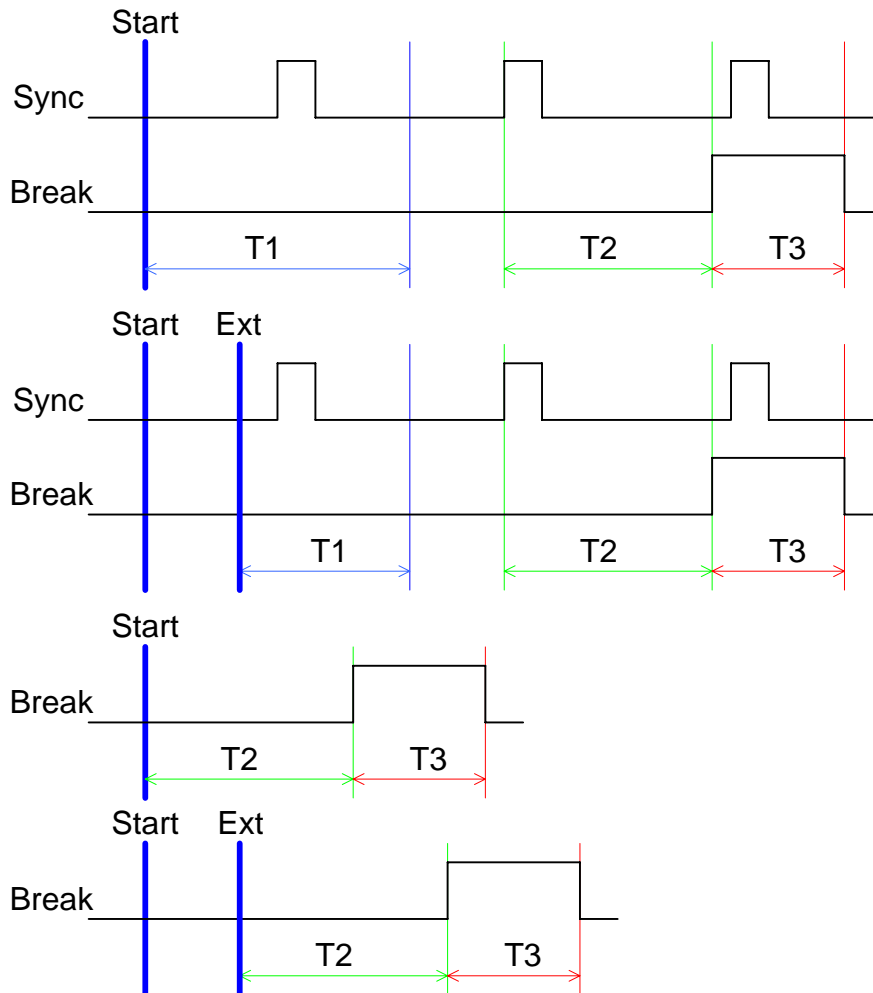 Start
Sync
Break
T1 T2 T3
Start Ext
Sync
Break
T1 T2 T3
Start
Break
T2 T3
Start Ext
Break
T2 T3